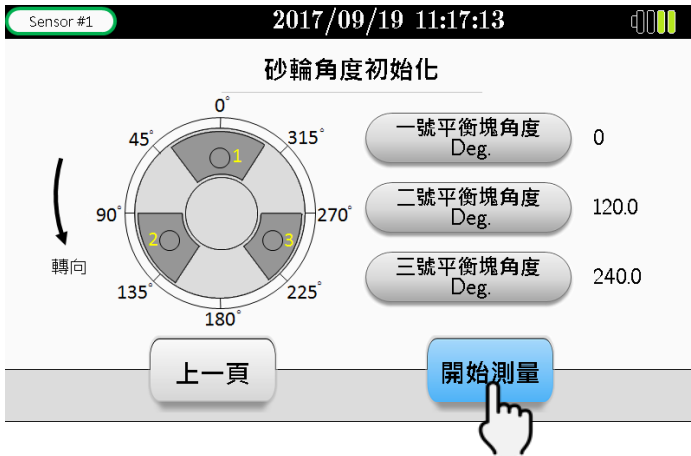 Sensor #1
2017/09/19 11:17:13
砂輪角度初始化
0°
45°
315°
1
90°
270°
2
3
轉向
135°
225°
180°
一號平衡塊角度
Deg.
0
二號平衡塊角度
Deg.
120.0
三號平衡塊角度
Deg.
240.0
上一頁
開始測量